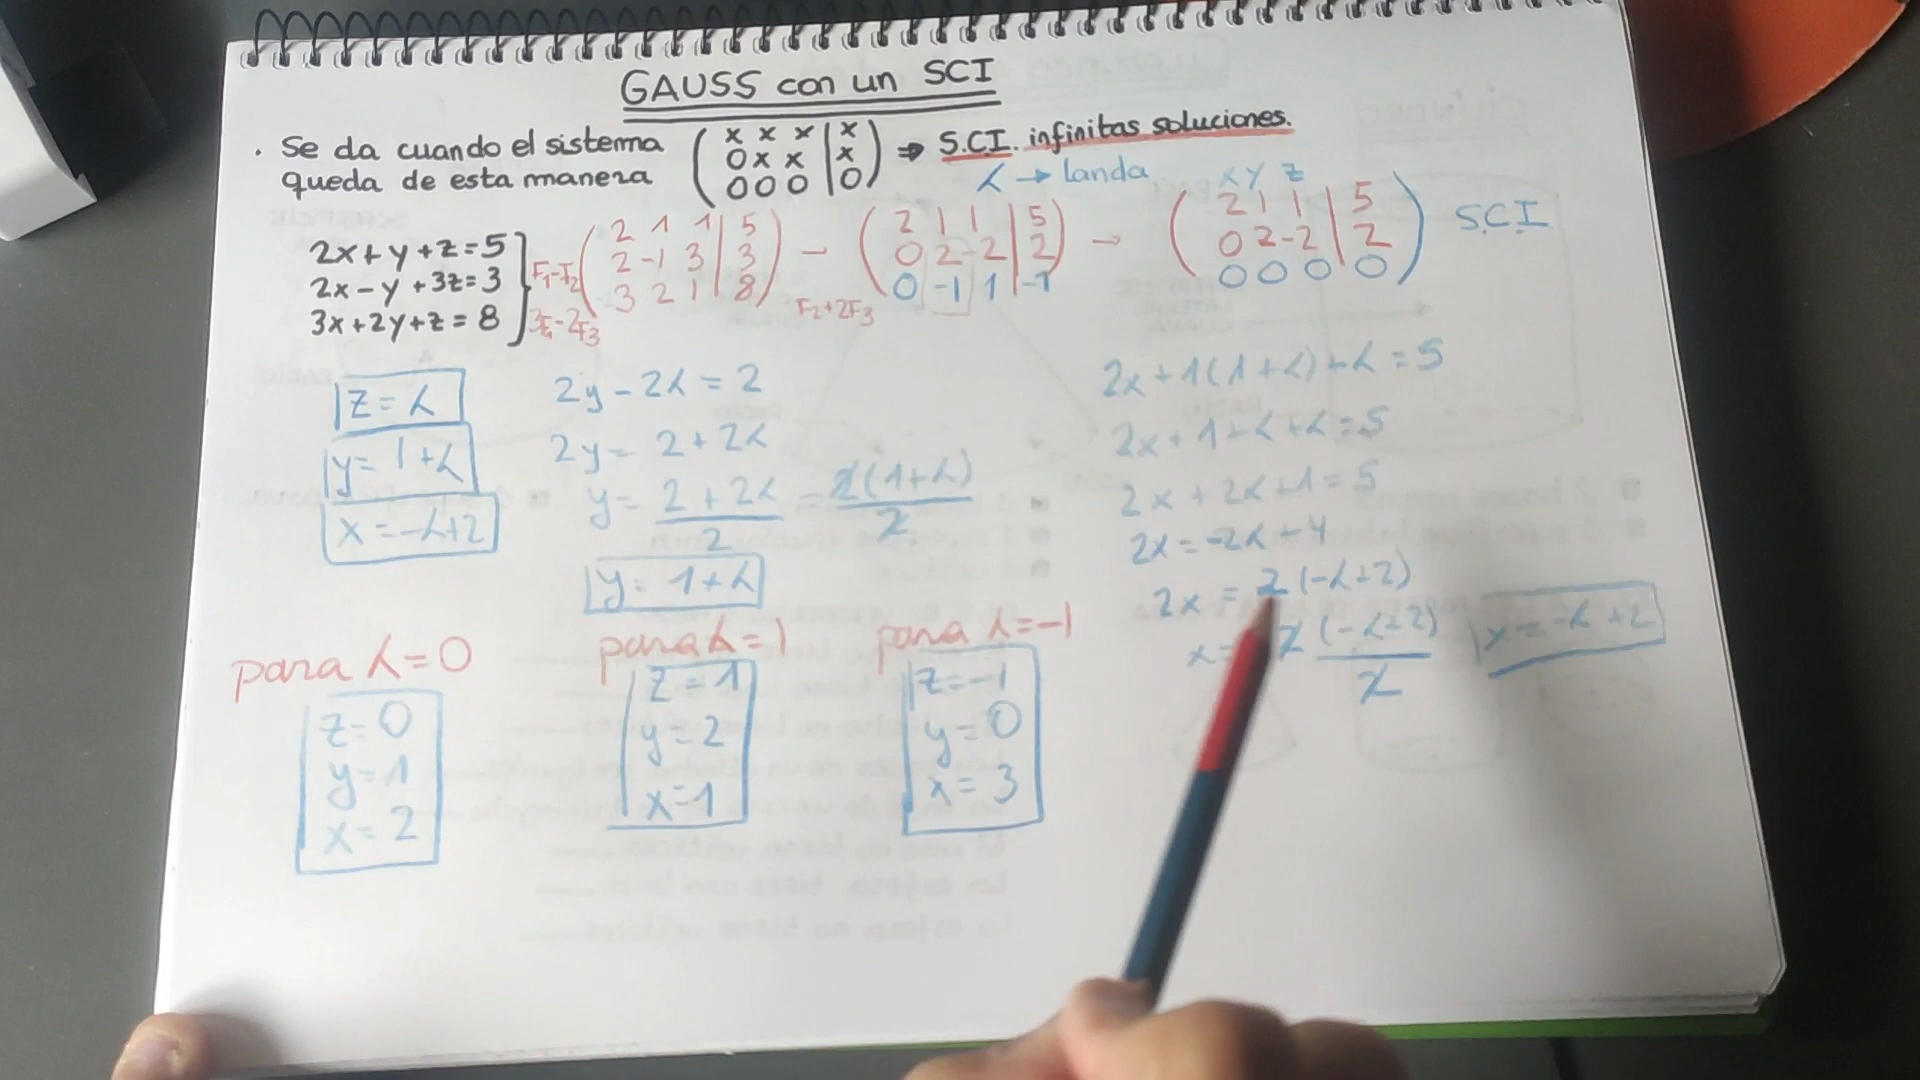 GAUSS con un SCI
. Se da cuando el sistema
queda de esta manera
( x x x | x
0 x x | x
0 0 0 | 0 ) ⇒ S.C.I. infinitas soluciones.
λ → landa
x y z
2x+y+z=5
2x-y+3z=3
3x+2y+z=8
F1-F2
3F1-2F3
( 2 1 1 | 5
2 -1 3 | 3
3 2 1 | 8 )
F2+2F3
( 2 1 1 | 5
0 2 -2 | 2
0 -1 1 | -1 )
( 2 1 1 | 5
0 2 -2 | 2
0 0 0 | 0 ) S.C.I
z=λ
y=1+λ
x=-λ+2
2y-2λ=2
2y=2+2λ
y=(2+2λ)/2=2(1+λ)/2
y=1+λ
2x+1(1+λ)+λ=5
2x+1+λ+λ=5
2x+2λ+1=5
2x=-2λ+4
2x=2(-λ+2)
x=2(-λ+2)/2
x=-λ+2
para λ=0
z=0
y=1
x=2
para λ=1
z=1
y=2
x=1
para λ=-1
z=-1
y=0
x=3